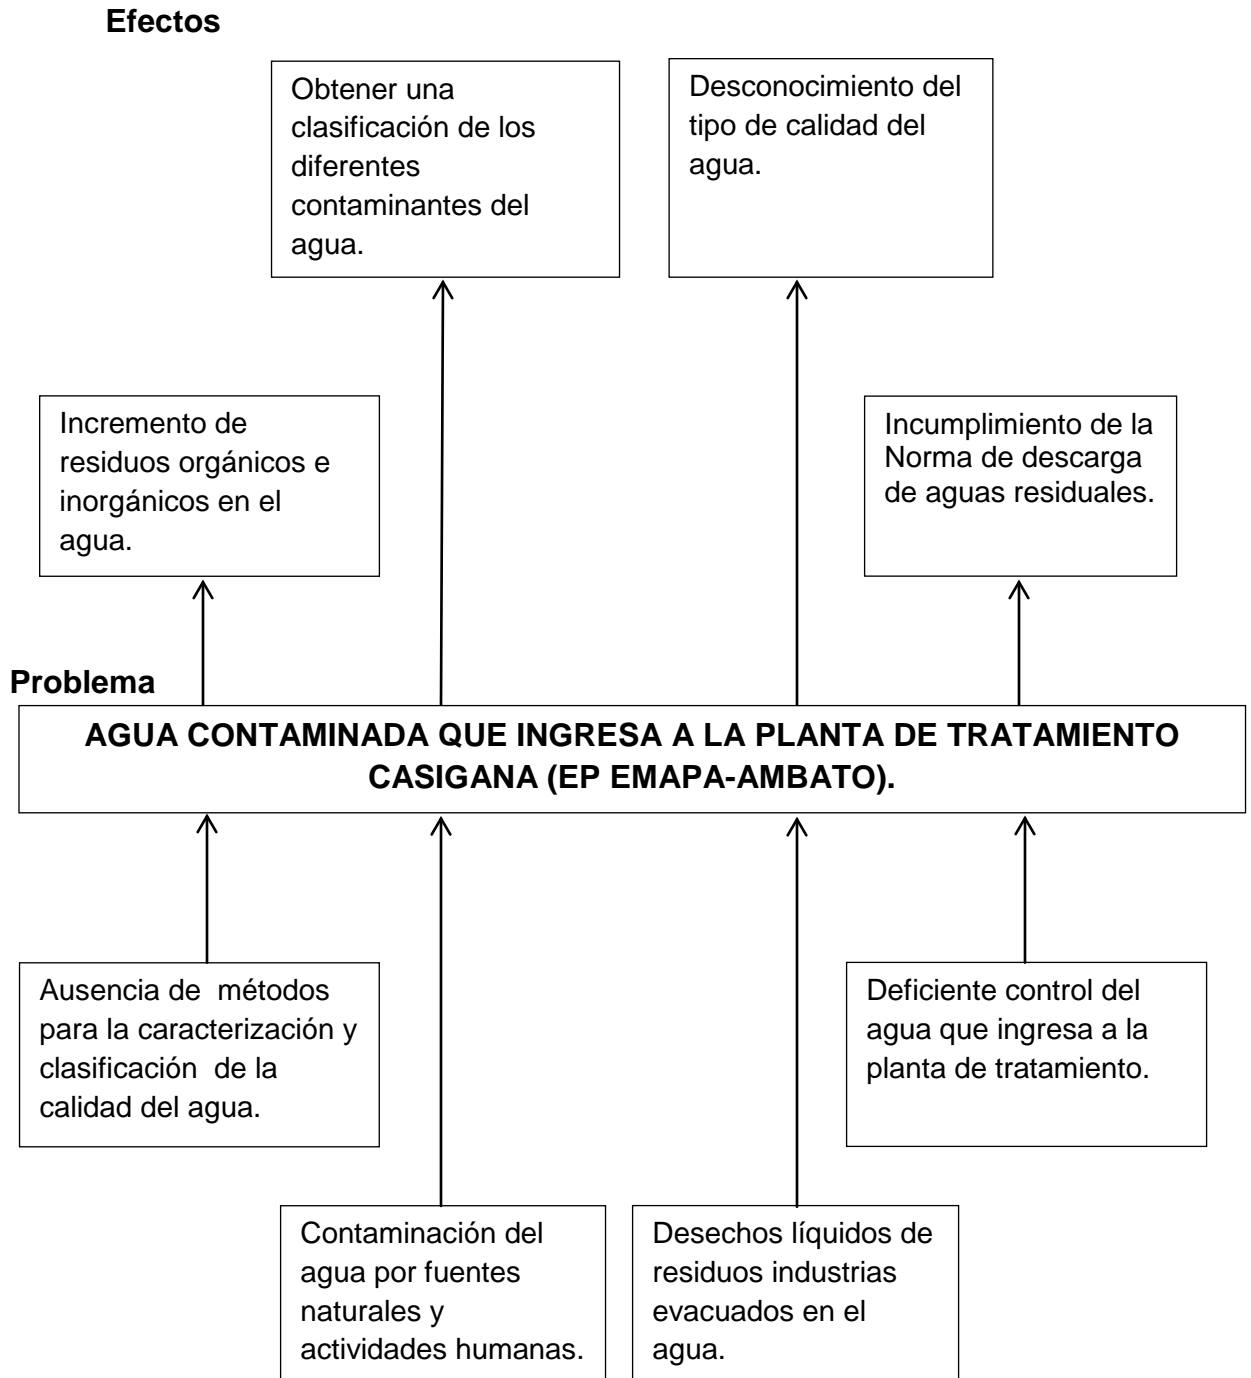 Efectos
Obtener una
clasificación de los
diferentes
contaminantes del
agua.
Desconocimiento del
tipo de calidad del
agua.
Incremento de
residuos orgánicos e
inorgánicos en el
agua.
Incumplimiento de la
Norma de descarga
de aguas residuales.
Problema
AGUA CONTAMINADA QUE INGRESA A LA PLANTA DE TRATAMIENTO
CASIGANA (EP EMAPA-AMBATO).
Ausencia de  métodos
para la caracterización y
clasificación  de la
calidad del agua.
Deficiente control del
agua que ingresa a la
planta de tratamiento.
Contaminación del
agua por fuentes
naturales y
actividades humanas.
Desechos líquidos de
residuos industrias
evacuados en el
agua.